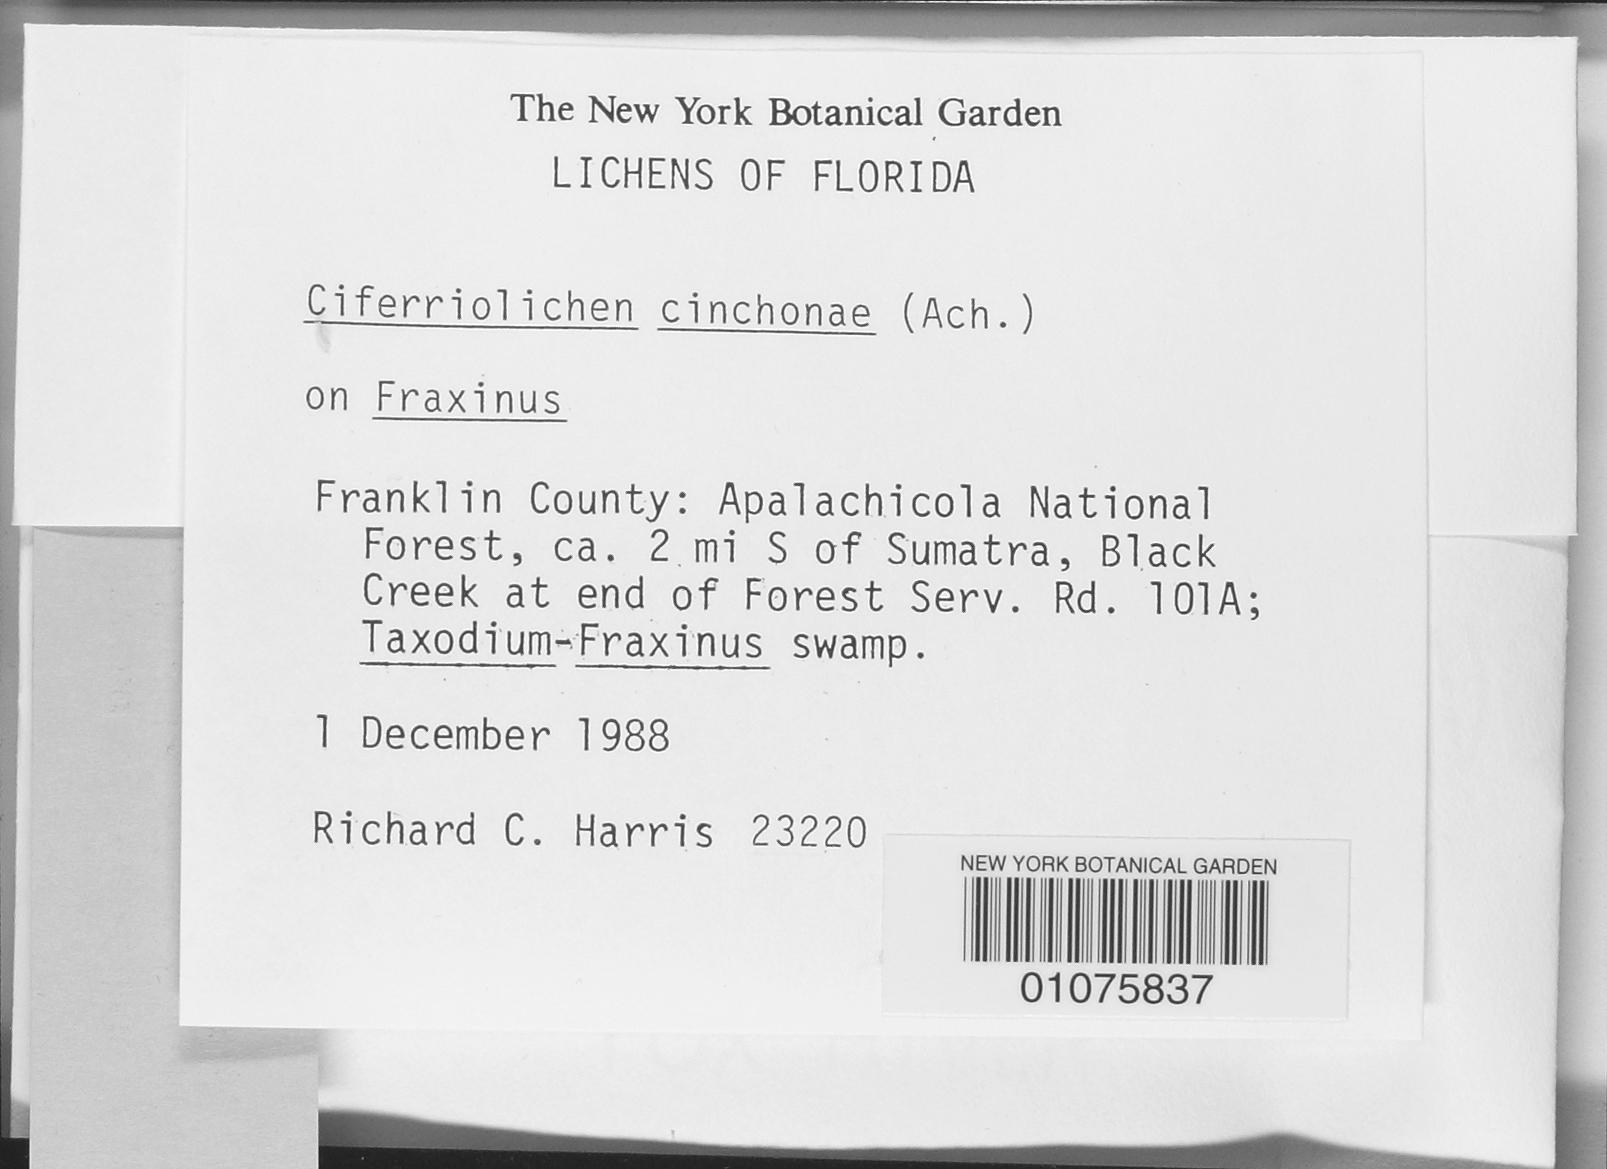 The New York Botanical Garden
LICHENS OF FLORIDA
Ciferriolichen cinchonae (Ach.)
on Fraxinus
Franklin County: Apalachicola National
Forest, ca. 2 mi S of Sumatra, Black
Creek at end of Forest Serv. Rd. 101A;
Taxodium-Fraxinus swamp.
1 December 1988
Richard C. Harris 23220
NEW YORK BOTANICAL GARDEN
01075837